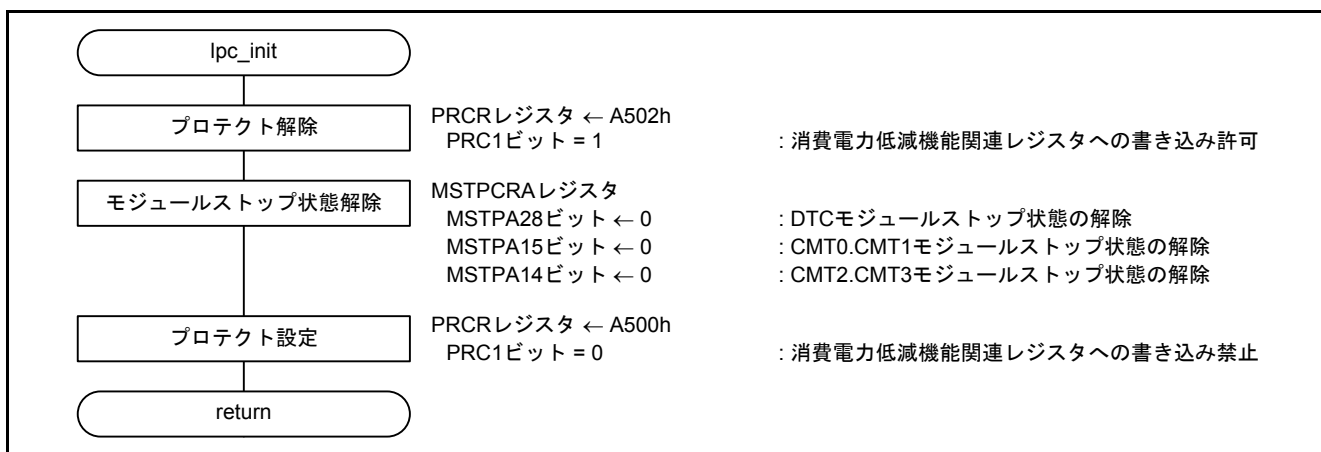 lpc_init
プロテクト解除
PRCRレジスタ ← A502h
PRC1ビット = 1 : 消費電力低減機能関連レジスタへの書き込み許可
モジュールストップ状態解除
MSTPCRAレジスタ
MSTPA28ビット ← 0 : DTCモジュールストップ状態の解除
MSTPA15ビット ← 0 : CMT0.CMT1モジュールストップ状態の解除
MSTPA14ビット ← 0 : CMT2.CMT3モジュールストップ状態の解除
プロテクト設定
PRCRレジスタ ← A500h
PRC1ビット = 0 : 消費電力低減機能関連レジスタへの書き込み禁止
return